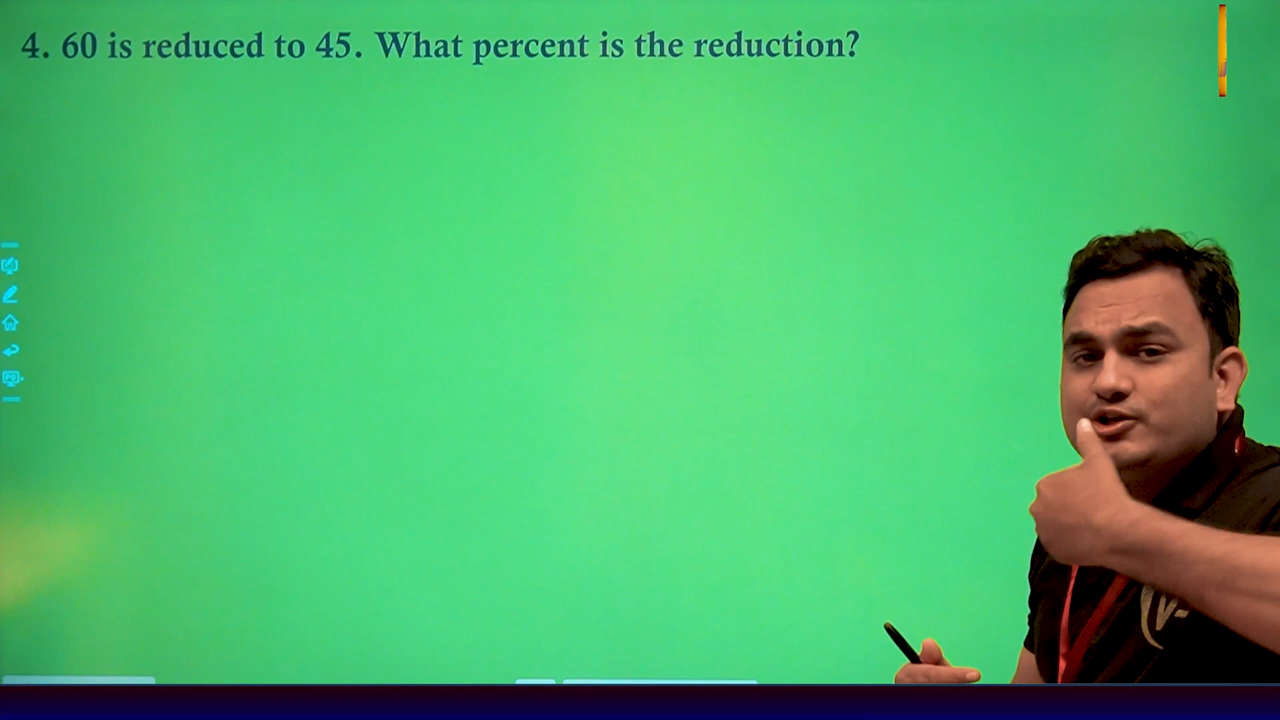 4. 60 is reduced to 45. What percent is the reduction?